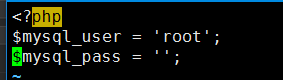 <?php
$mysql_user = 'root';
$mysql_pass = '';
~